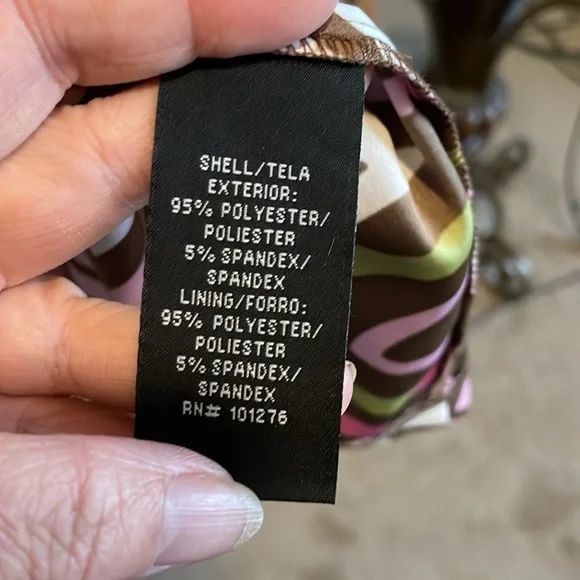 SHELL/TELA
EXTERIOR:
95% POLYESTER/
POLIESTER
5% SPANDEX/
SPANDEX
LINING/FORRO:
95% POLYESTER/
POLIESTER
5% SPANDEX/
SPANDEX
RN# 101276